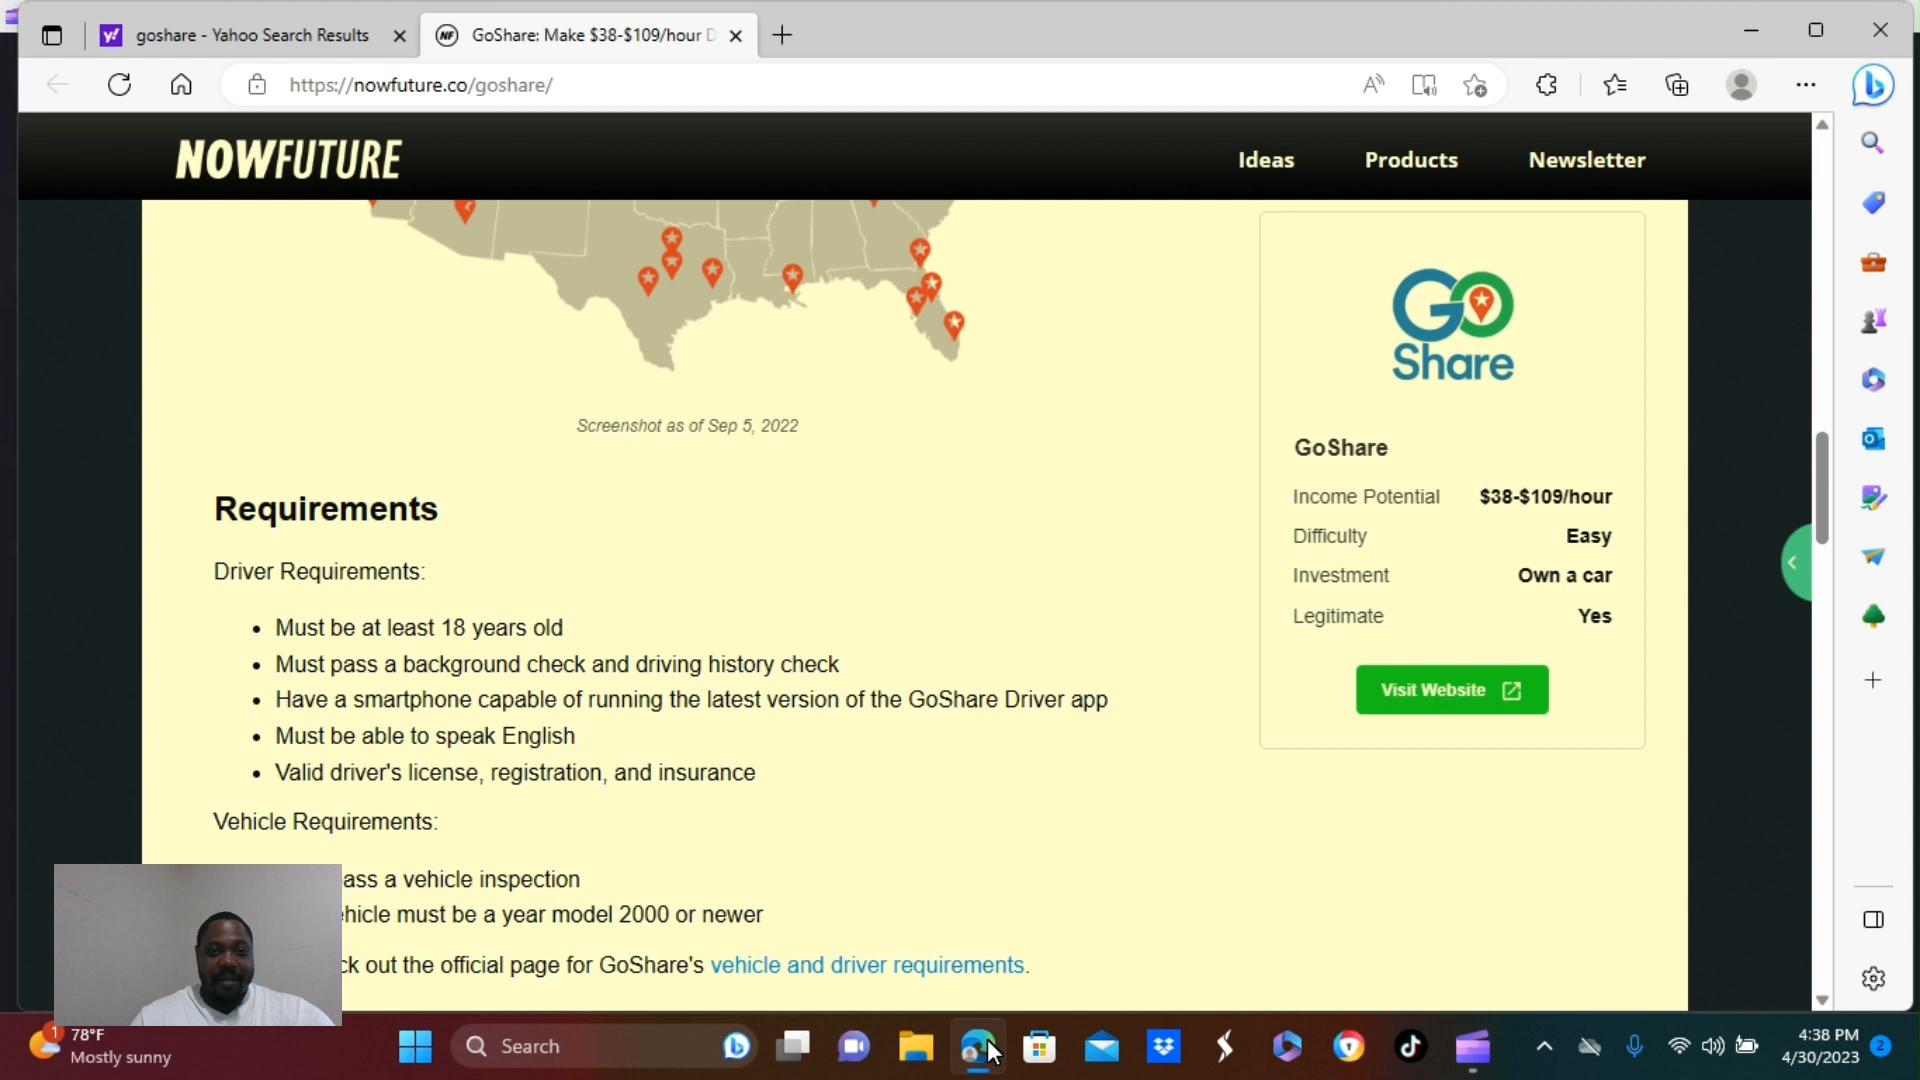 goshare - Yahoo Search Results
GoShare: Make $38-$109/hour D
https://nowfuture.co/goshare/
NOWFUTURE
Ideas
Products
Newsletter
Screenshot as of Sep 5, 2022
Requirements
Driver Requirements:
Must be at least 18 years old
Must pass a background check and driving history check
Have a smartphone capable of running the latest version of the GoShare Driver app
Must be able to speak English
Valid driver's license, registration, and insurance
Vehicle Requirements:
ass a vehicle inspection
hicle must be a year model 2000 or newer
ck out the official page for GoShare's vehicle and driver requirements.
GO
Share
GoShare
Income Potential $38-$109/hour
Difficulty Easy
Investment Own a car
Legitimate Yes
Visit Website
1
78°F
Mostly sunny
Search
4:38 PM
4/30/2023
2